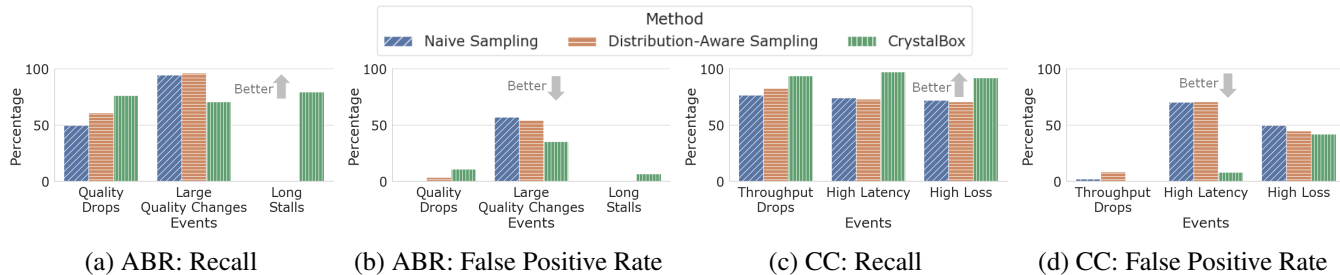 Method
Naive Sampling Distribution-Aware Sampling CrystalBox
Percentage
100
50
0
Better
Quality Drops
Large Quality Changes
Long Stalls
Events
(a) ABR: Recall
Percentage
100
50
0
Better
Quality Drops
Large Quality Changes
Long Stalls
Events
(b) ABR: False Positive Rate
Percentage
100
50
0
Better
Throughput Drops
High Latency
High Loss
Events
(c) CC: Recall
Percentage
100
50
0
Better
Throughput Drops
High Latency
High Loss
Events
(d) CC: False Positive Rate